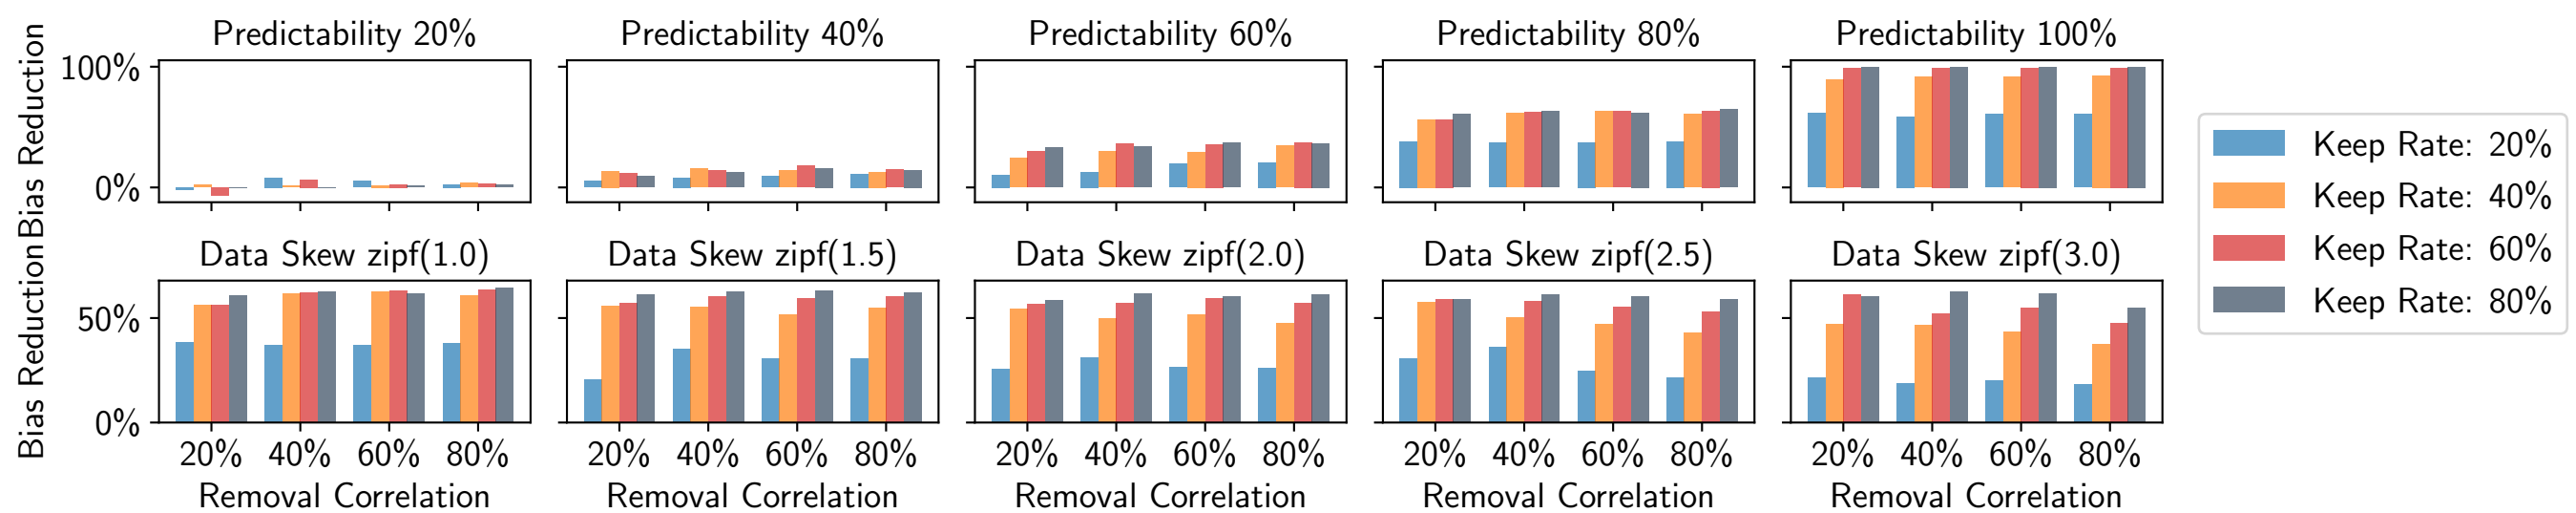 Predictability 20%
Predictability 40%
Predictability 60%
Predictability 80%
Predictability 100%
Bias Reduction
100%
0%
Data Skew zipf(1.0)
Data Skew zipf(1.5)
Data Skew zipf(2.0)
Data Skew zipf(2.5)
Data Skew zipf(3.0)
Bias Reduction
50%
0%
20% 40% 60% 80%
20% 40% 60% 80%
20% 40% 60% 80%
20% 40% 60% 80%
20% 40% 60% 80%
Removal Correlation
Removal Correlation
Removal Correlation
Removal Correlation
Removal Correlation
Keep Rate: 20%
Keep Rate: 40%
Keep Rate: 60%
Keep Rate: 80%